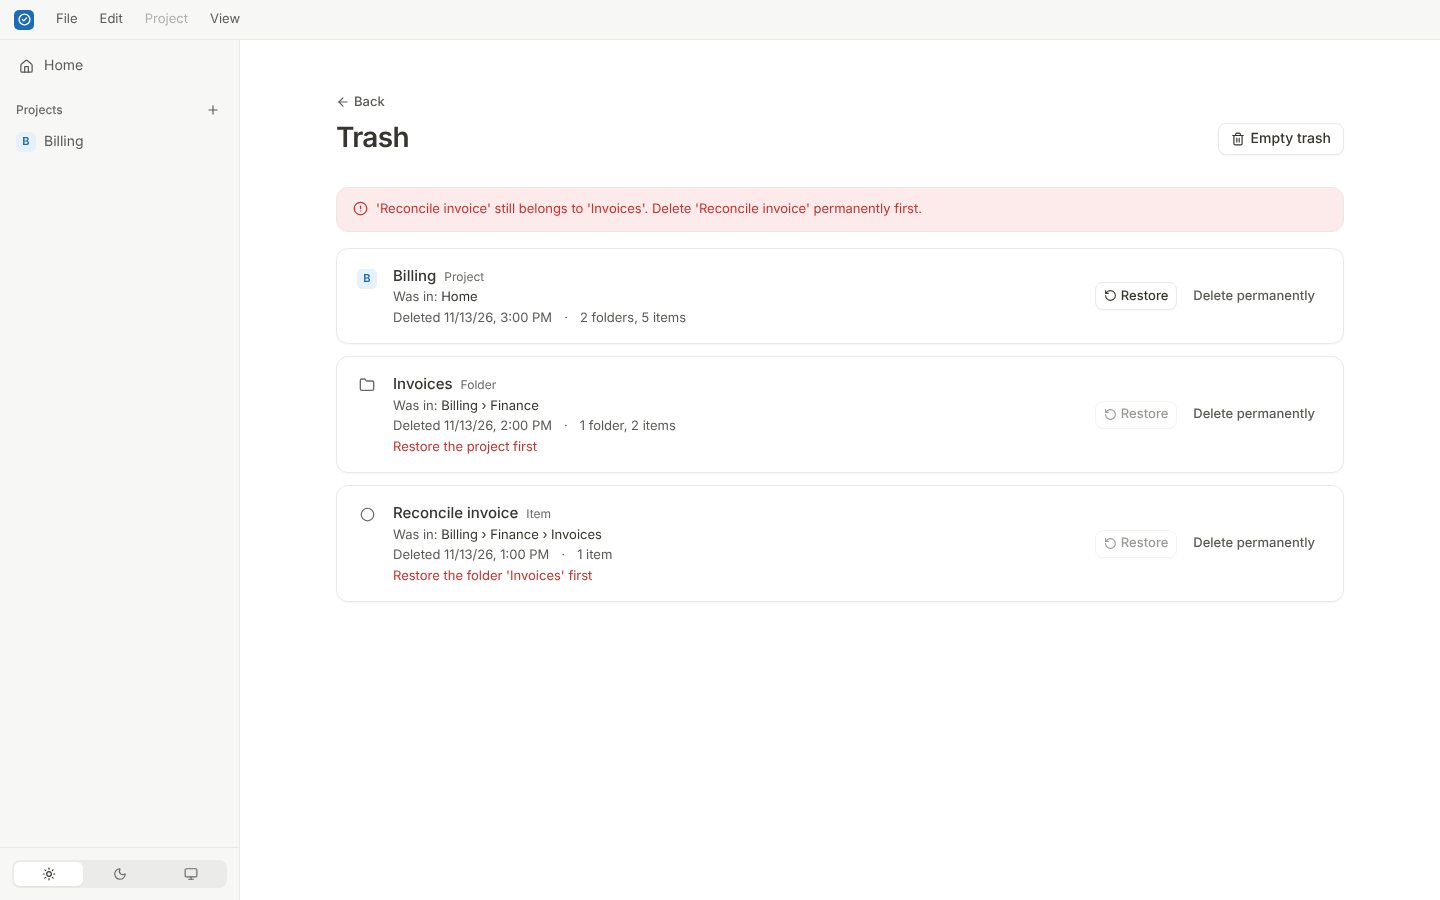 File Edit Project View
Home
Projects
B Billing
Back
Trash
Empty trash
'Reconcile invoice' still belongs to 'Invoices'. Delete 'Reconcile invoice' permanently first.
B Billing Project
Was in: Home
Deleted 11/13/26, 3:00 PM · 2 folders, 5 items
Restore Delete permanently
Invoices Folder
Was in: Billing › Finance
Deleted 11/13/26, 2:00 PM · 1 folder, 2 items
Restore the project first
Restore Delete permanently
Reconcile invoice Item
Was in: Billing › Finance › Invoices
Deleted 11/13/26, 1:00 PM · 1 item
Restore the folder 'Invoices' first
Restore Delete permanently